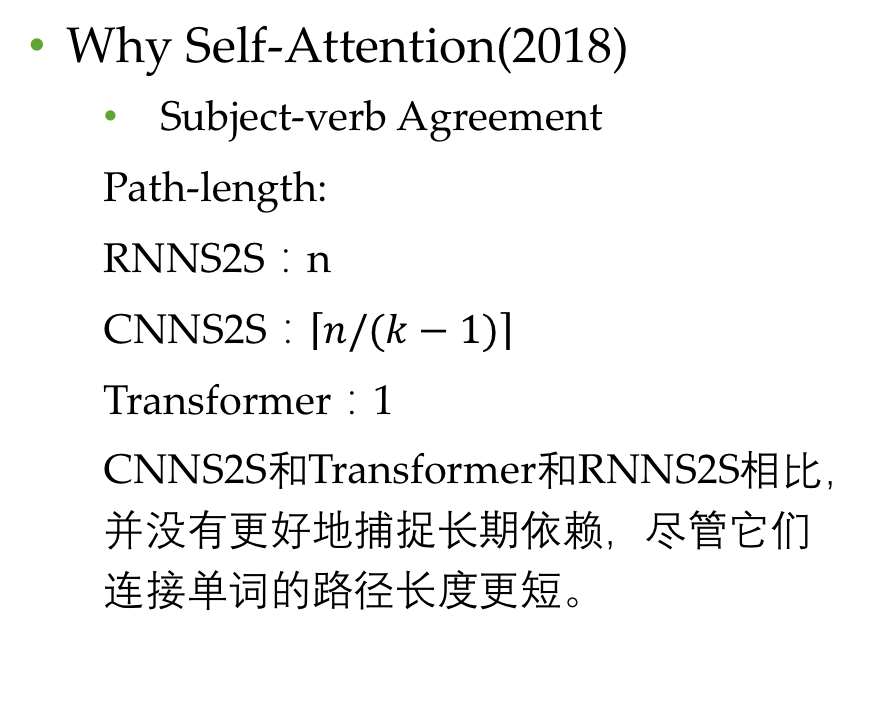 • Why Self-Attention(2018)
• Subject-verb Agreement
Path-length:
RNNS2S：n
CNNS2S：⌈n/(k − 1)⌉
Transformer：1
CNNS2S和Transformer和RNNS2S相比，
并没有更好地捕捉长期依赖，尽管它们
连接单词的路径长度更短。